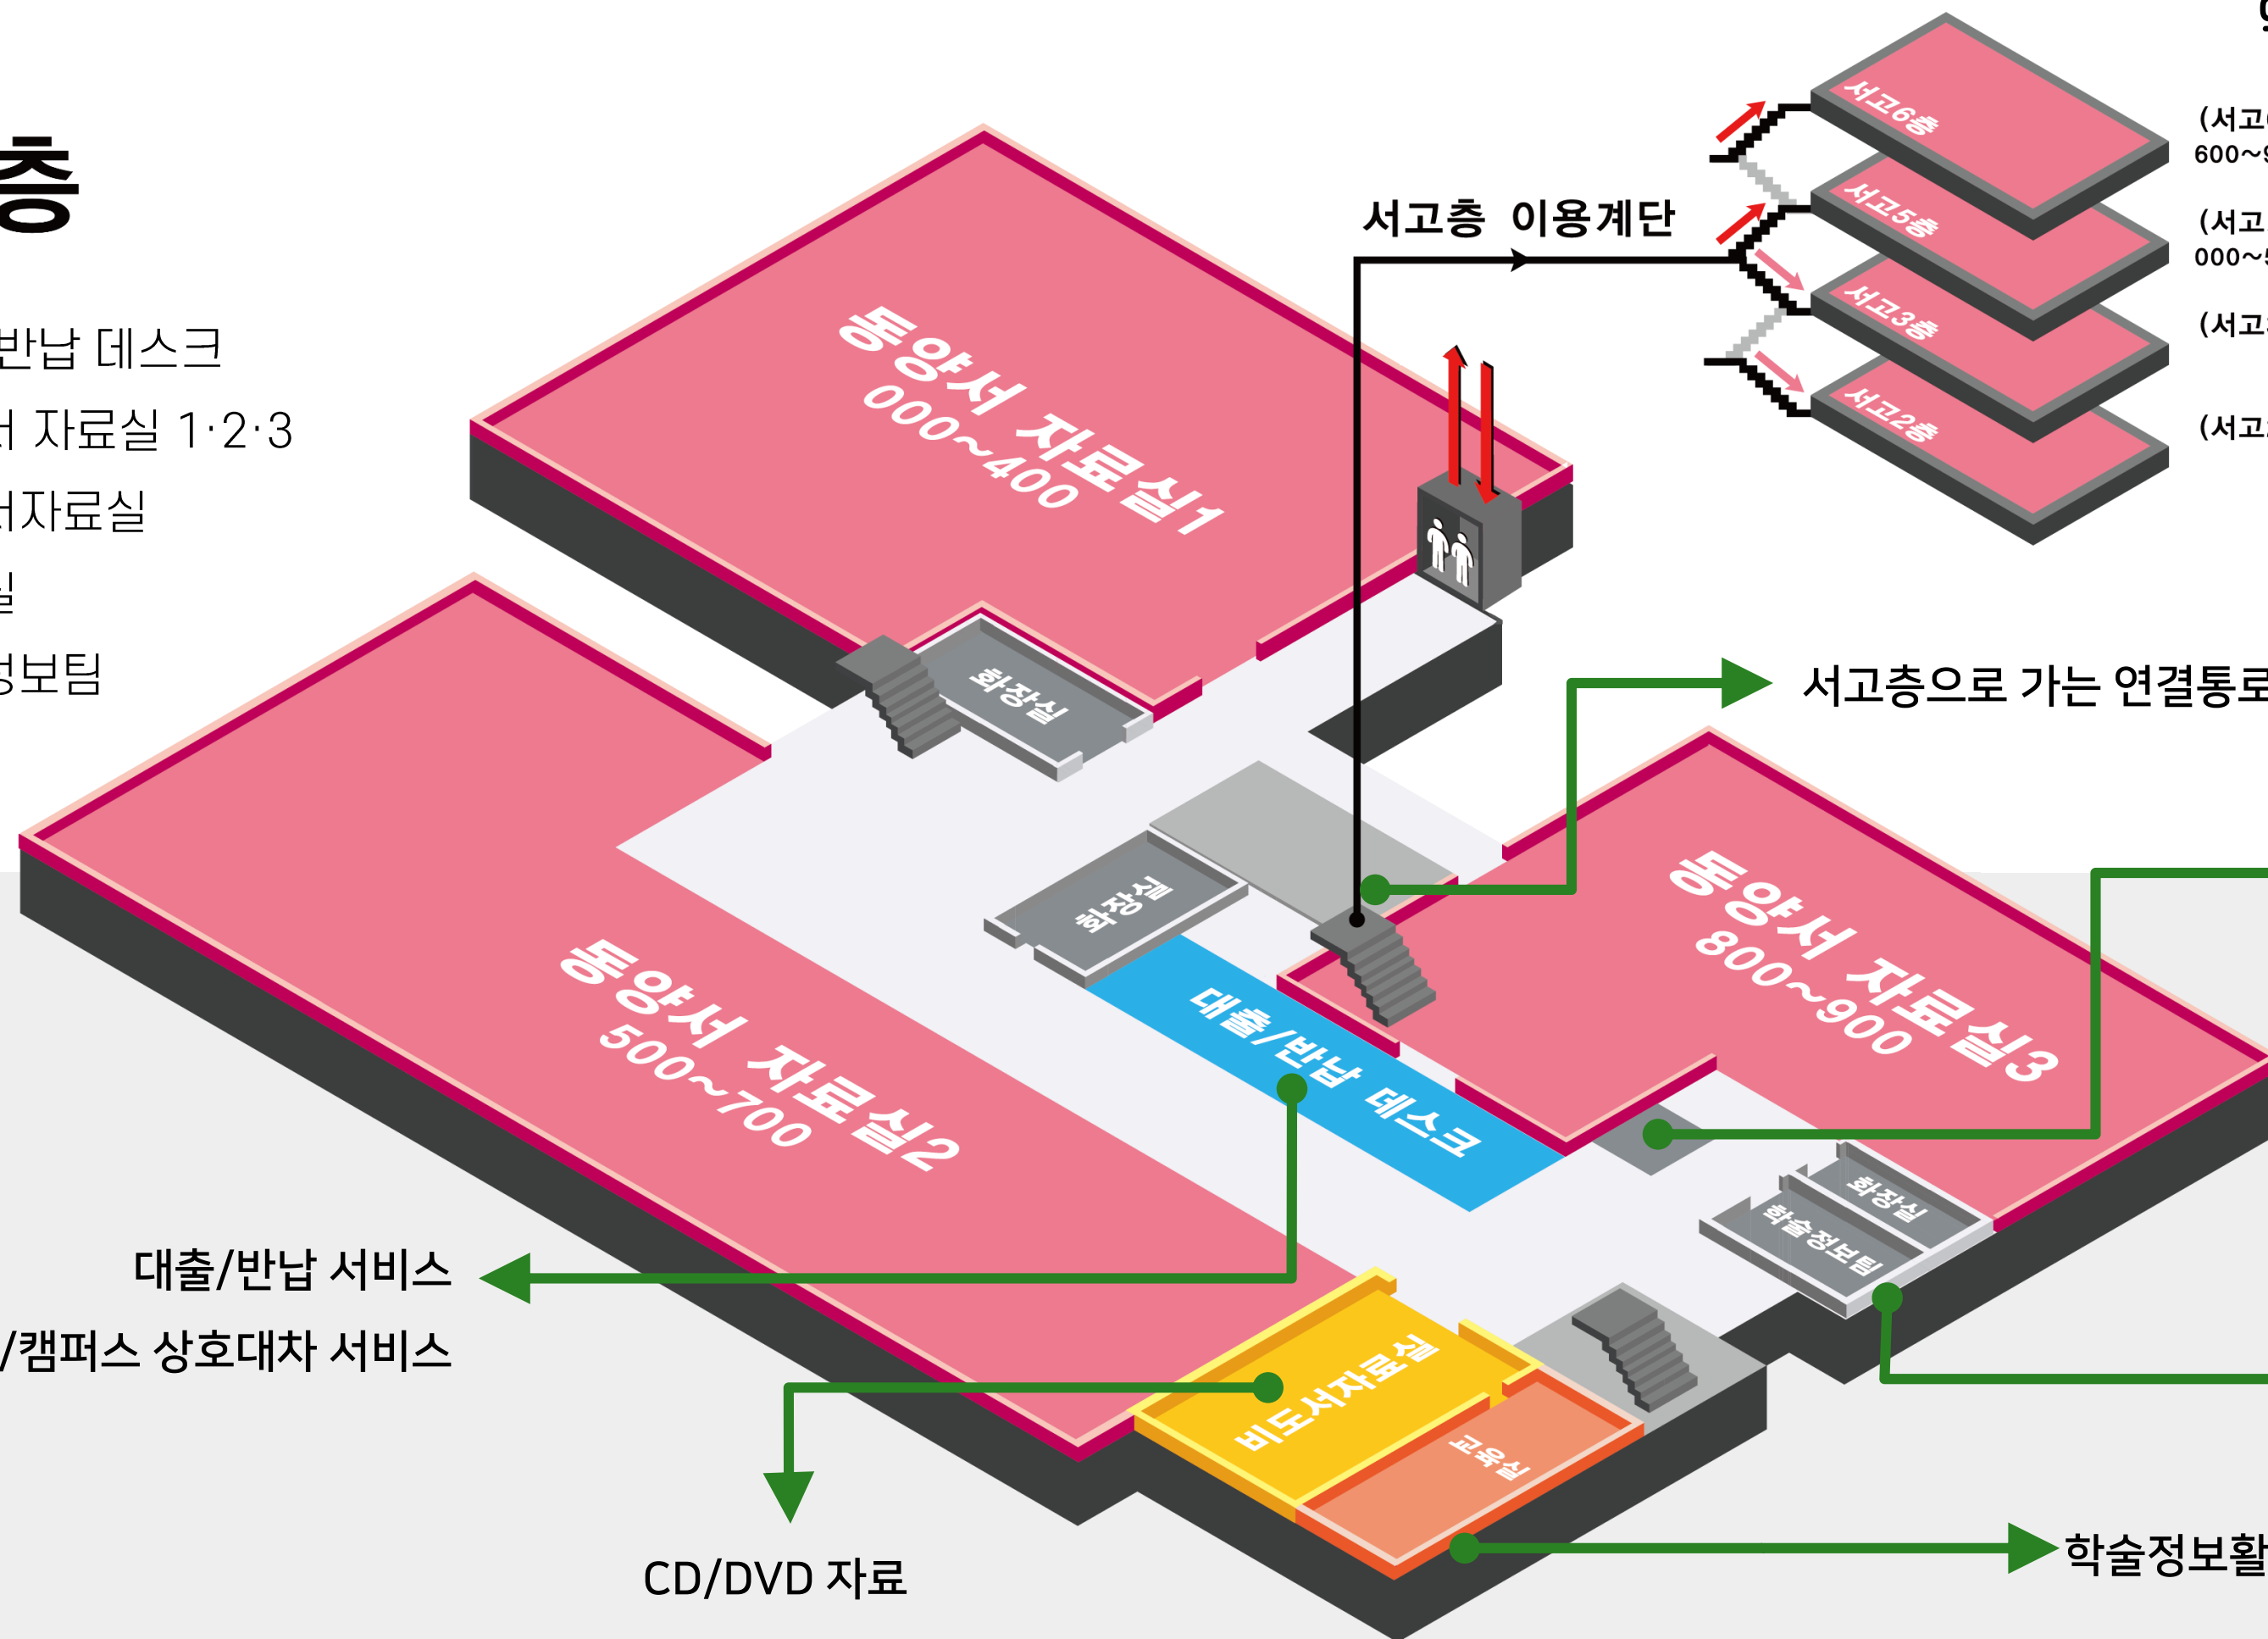 층
반납 데스크
서 자료실 1·2·3
서자료실
실
정보팀
동양서 자료실1
000~400
서고층 이용계단
서고6층
서고5층
서고3층
서고2층
(서고
600~9
(서고
000~5
(서고
(서고
화장실
서고층으로 가는 연결통로
화장실
대출/반납 데스크
동양서 자료실3
800~900
동양서 자료실2
500~700
화장실
학술정보팀
대출/반납 서비스
/캠퍼스 상호대차 서비스
비도서자료실
교육실
CD/DVD 자료
학술정보활